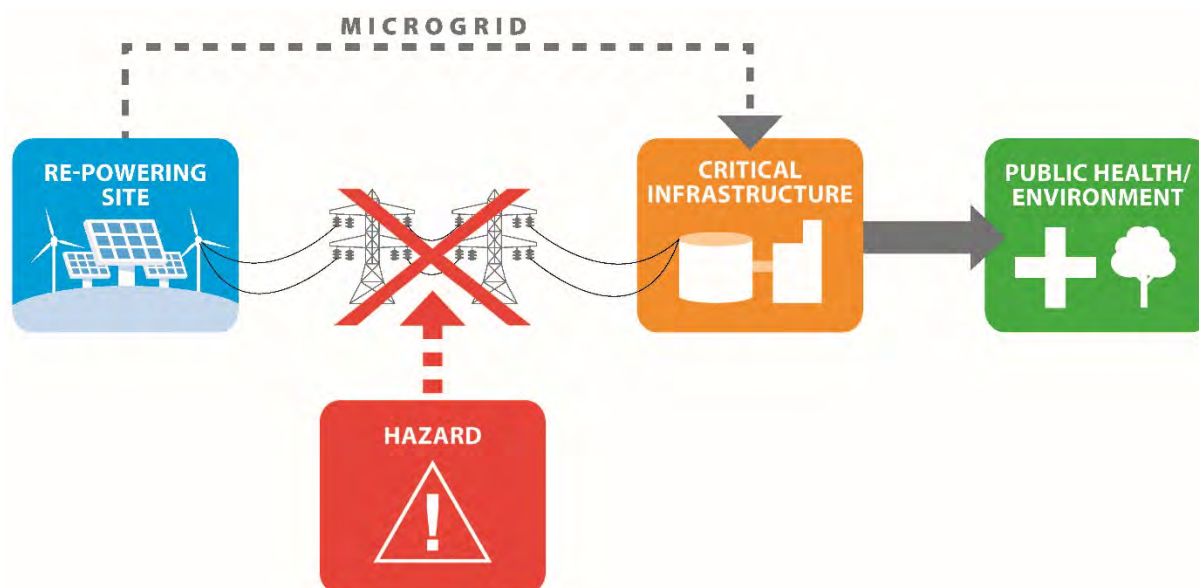 MICROGRID
RE-POWERING
SITE
CRITICAL
INFRASTRUCTURE
PUBLIC HEALTH/
ENVIRONMENT
HAZARD
!